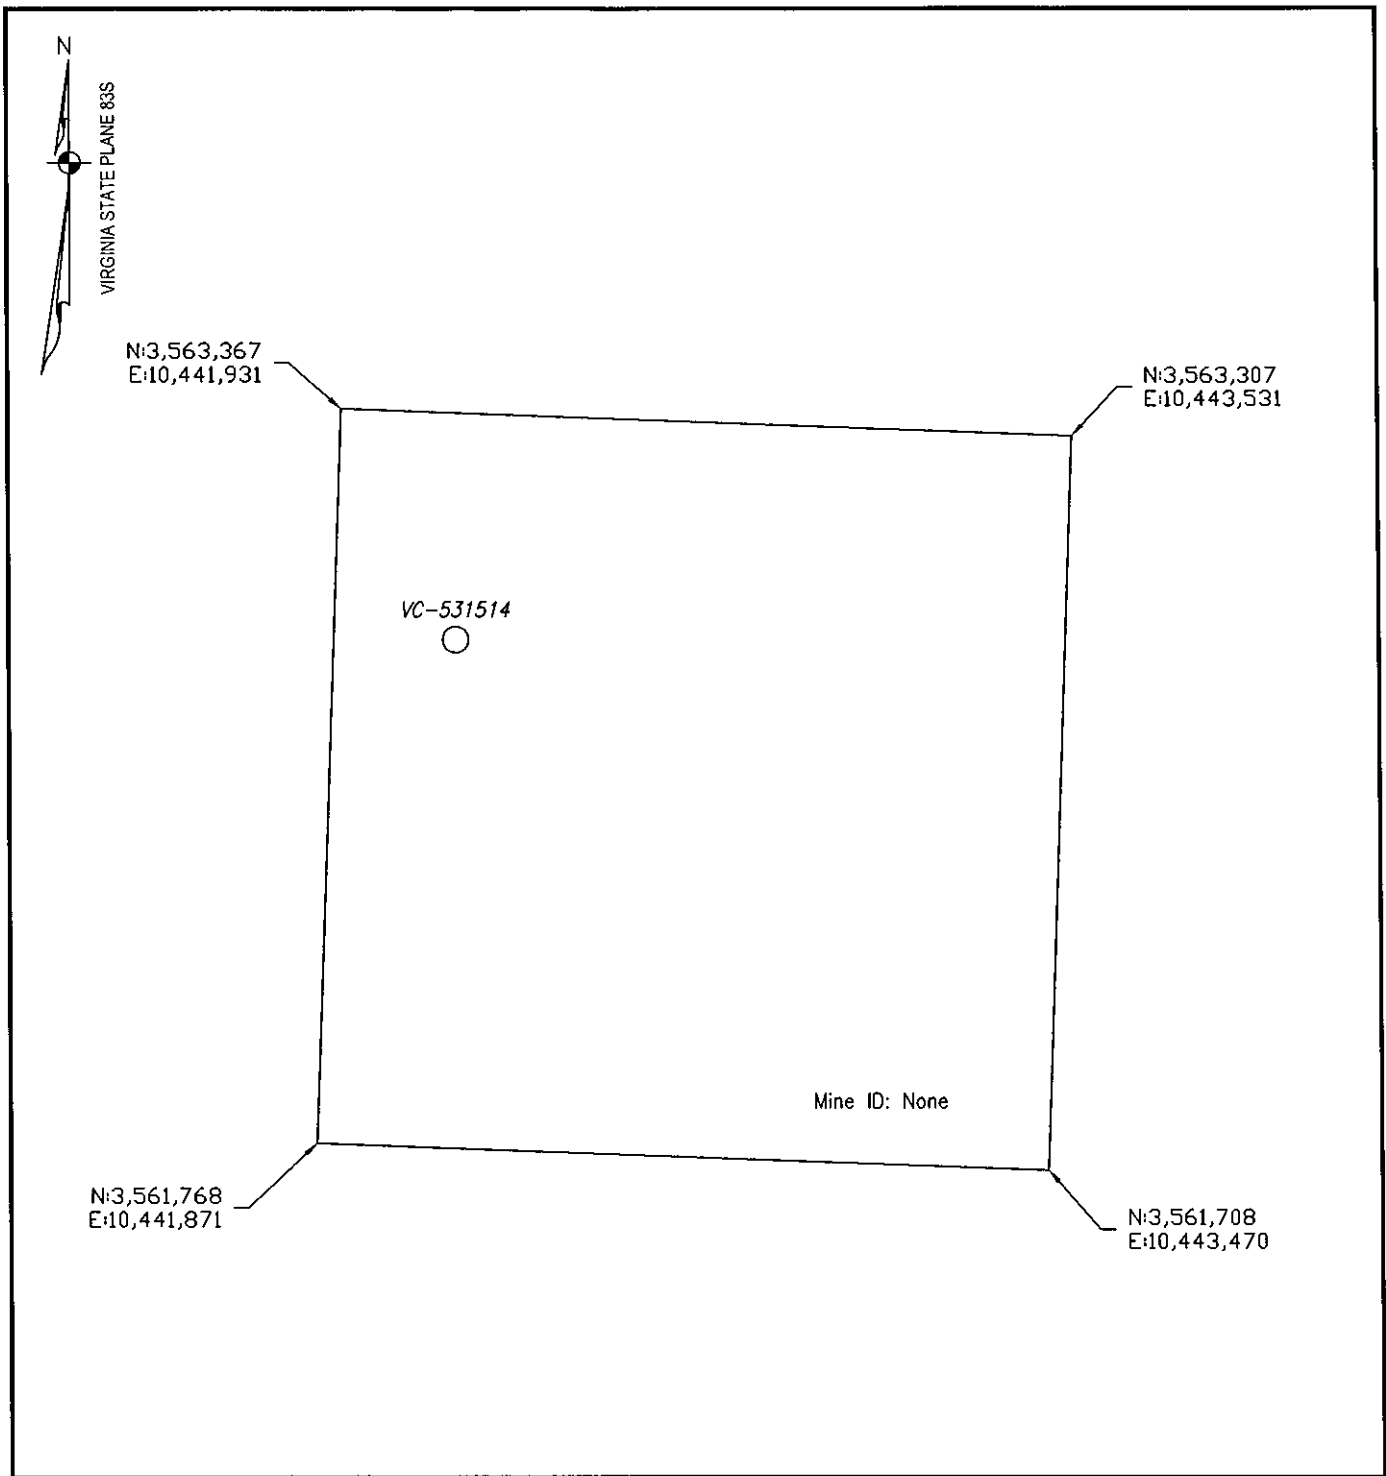 N
VIRGINIA STATE PLANE 83S
N:3,563,367
E:10,441,931
N:3,563,307
E:10,443,531
VC-531514
Mine ID: None
N:3,561,768
E:10,441,871
N:3,561,708
E:10,443,470